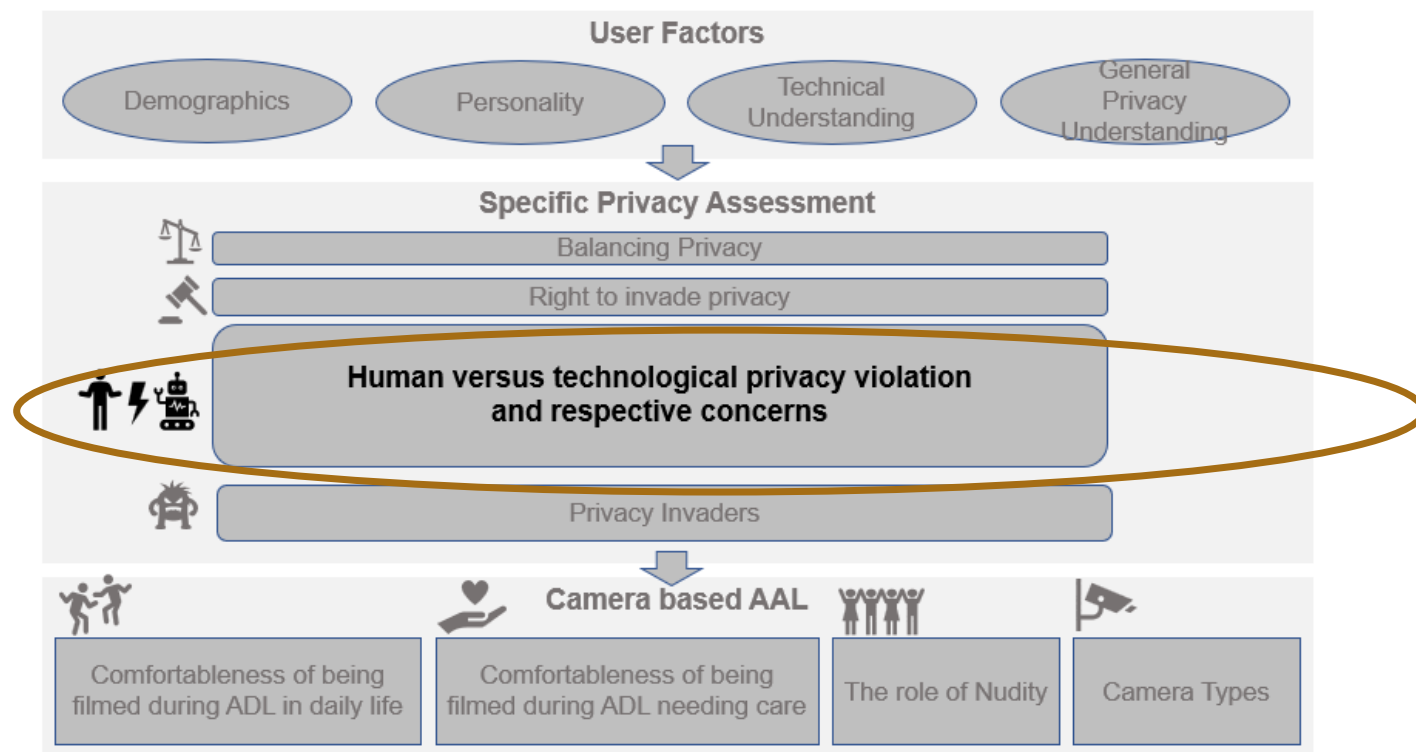 User Factors
Demographics
Personality
Technical
Understanding
General
Privacy
Understanding
Specific Privacy Assessment
Balancing Privacy
Right to invade privacy
Human versus technological privacy violation
and respective concerns
Privacy Invaders
Camera based AAL
Comfortableness of being
filmed during ADL in daily life
Comfortableness of being
filmed during ADL needing care
The role of Nudity
Camera Types